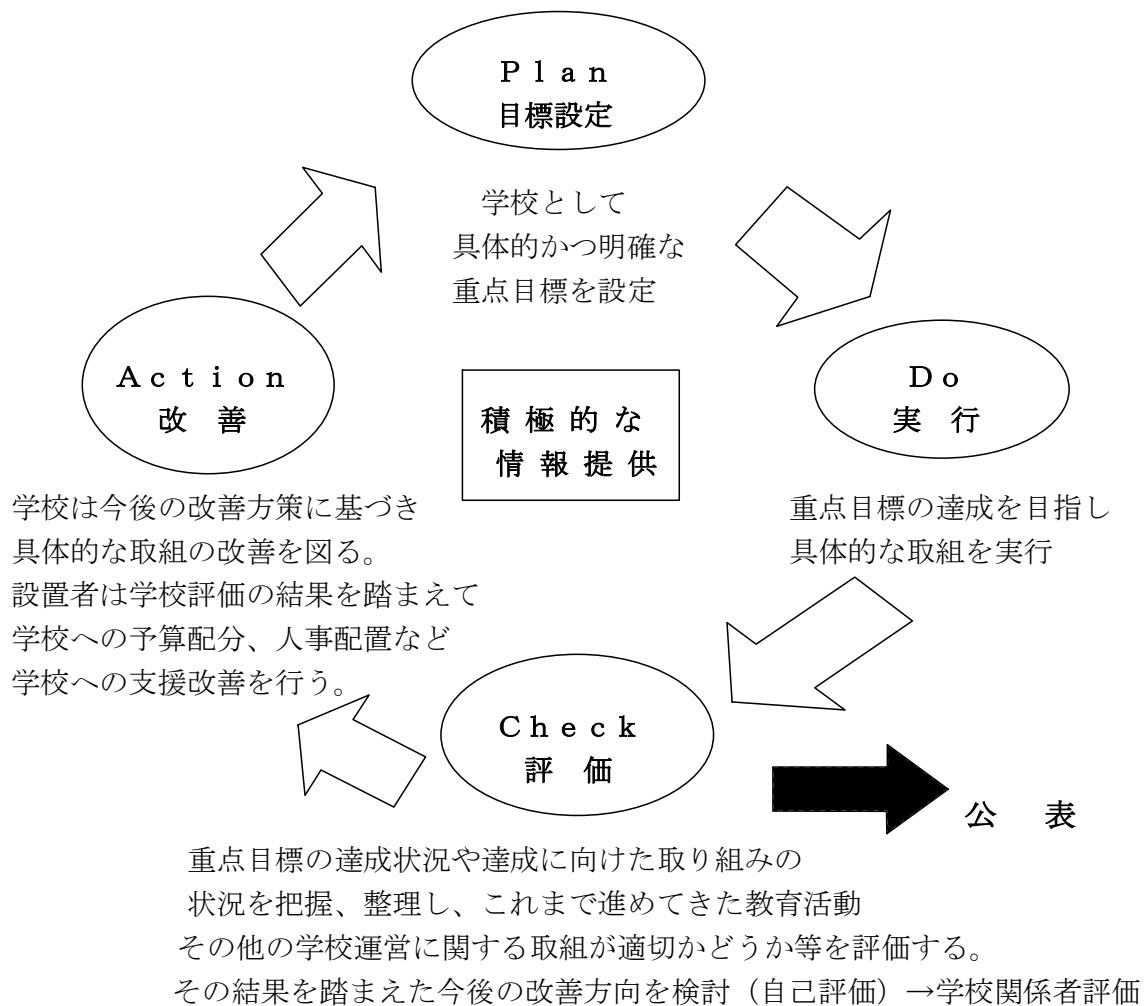 Plan
目標設定
学校として
具体的かつ明確な
重点目標を設定
Action
改 善
積 極 的 な
情 報 提 供
Do
実 行
学校は今後の改善方策に基づき
具体的な取組の改善を図る。
設置者は学校評価の結果を踏まえて
学校への予算配分、人事配置など
学校への支援改善を行う。
重点目標の達成を目指し
具体的な取組を実行
Check
評 価
公 表
重点目標の達成状況や達成に向けた取り組みの
状況を把握、整理し、これまで進めてきた教育活動
その他の学校運営に関する取組が適切かどうか等を評価する。
その結果を踏まえた今後の改善方向を検討（自己評価）→学校関係者評価